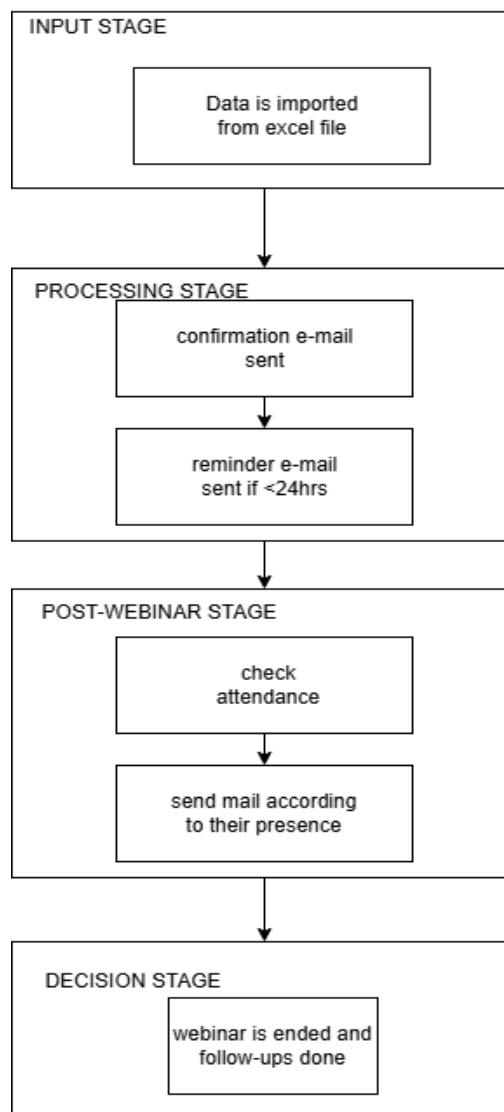 INPUT STAGE
Data is imported
from excel file
PROCESSING STAGE
confirmation e-mail
sent
reminder e-mail
sent if <24hrs
POST-WEBINAR STAGE
check
attendance
send mail according
to their presence
DECISION STAGE
webinar is ended and
follow-ups done